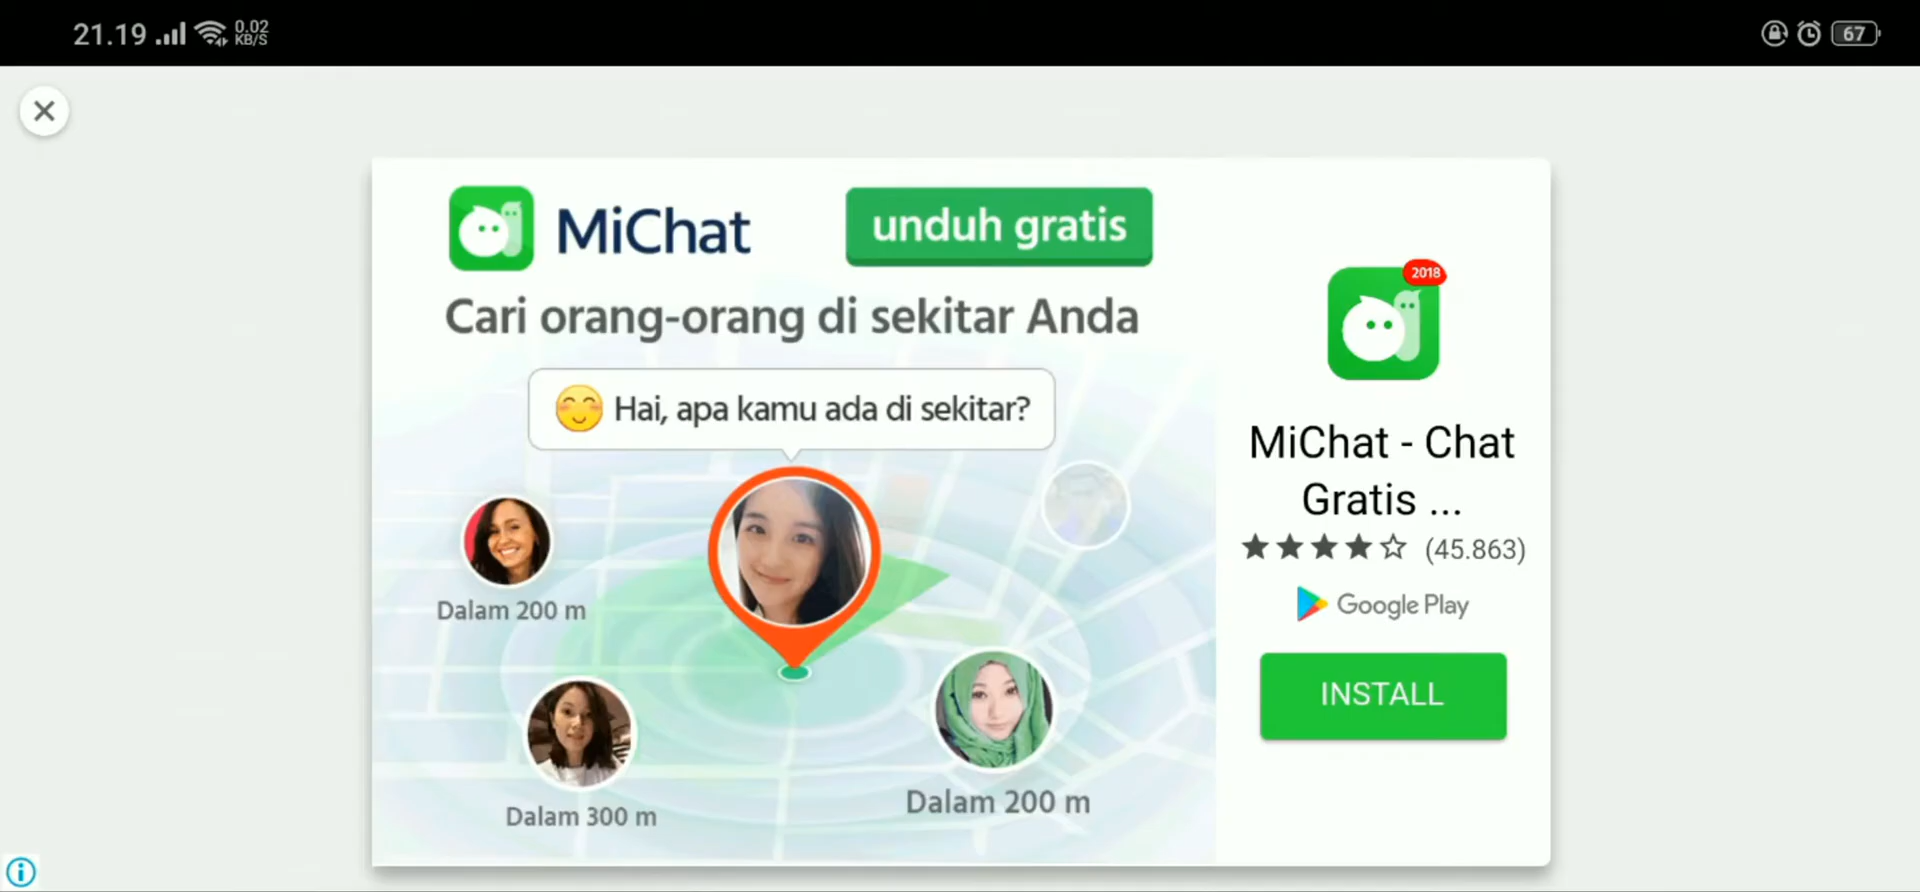 21.19
0.02
KB/S
67
MiChat
unduh gratis
Cari orang-orang di sekitar Anda
Hai, apa kamu ada di sekitar?
Dalam 200 m
Dalam 300 m
Dalam 200 m
2018
MiChat - Chat
Gratis ...
(45.863)
Google Play
INSTALL